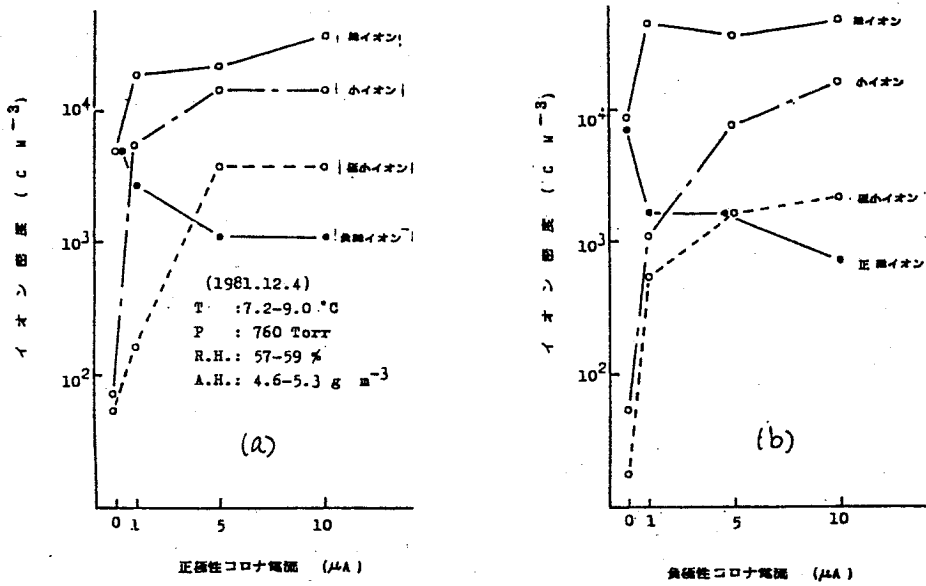 総イオン
小イオン
極小イオン
負総イオン
10⁴
10³
10²
イオン密度 (CM⁻³)
(1981.12.4)
T :7.2-9.0 °C
P : 760 Torr
R.H.: 57-59 %
A.H.: 4.6-5.3 g m⁻³
(a)
0 1 5 10
正極性コロナ電流 (μA)
総イオン
小イオン
極小イオン
正総イオン
10⁴
10³
10²
イオン密度 (CM⁻³)
(b)
0 1 5 10
負極性コロナ電流 (μA)